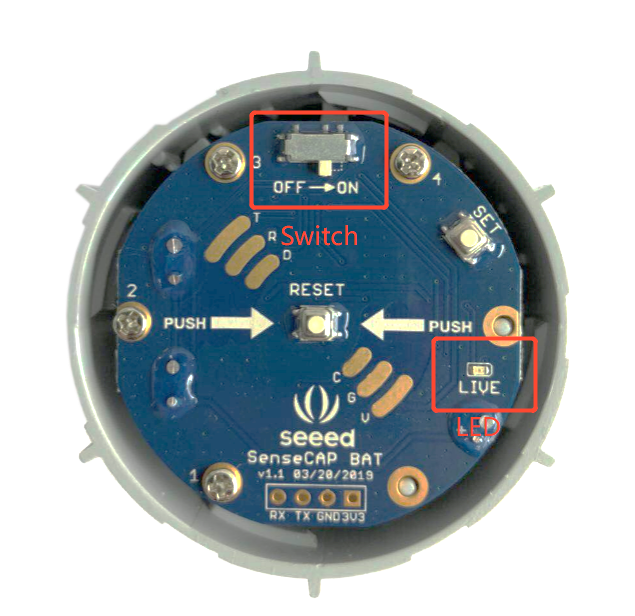 3
4
OFF → ON
Switch
SET
T
R
D
2
RESET
PUSH
PUSH
LIVE
LED
C
G
V
seeed
SenseCAP BAT
v1.1 03/20/2019
1
RX TX GND 3V3